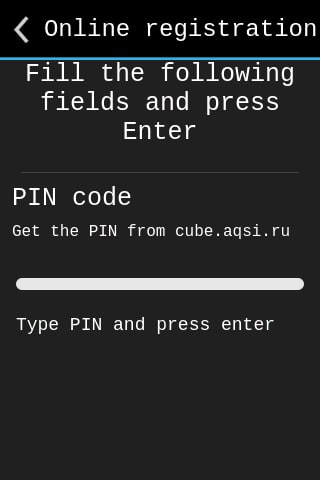 Online registration
Fill the following
fields and press
Enter
PIN code
Get the PIN from cube.aqsi.ru
Type PIN and press enter